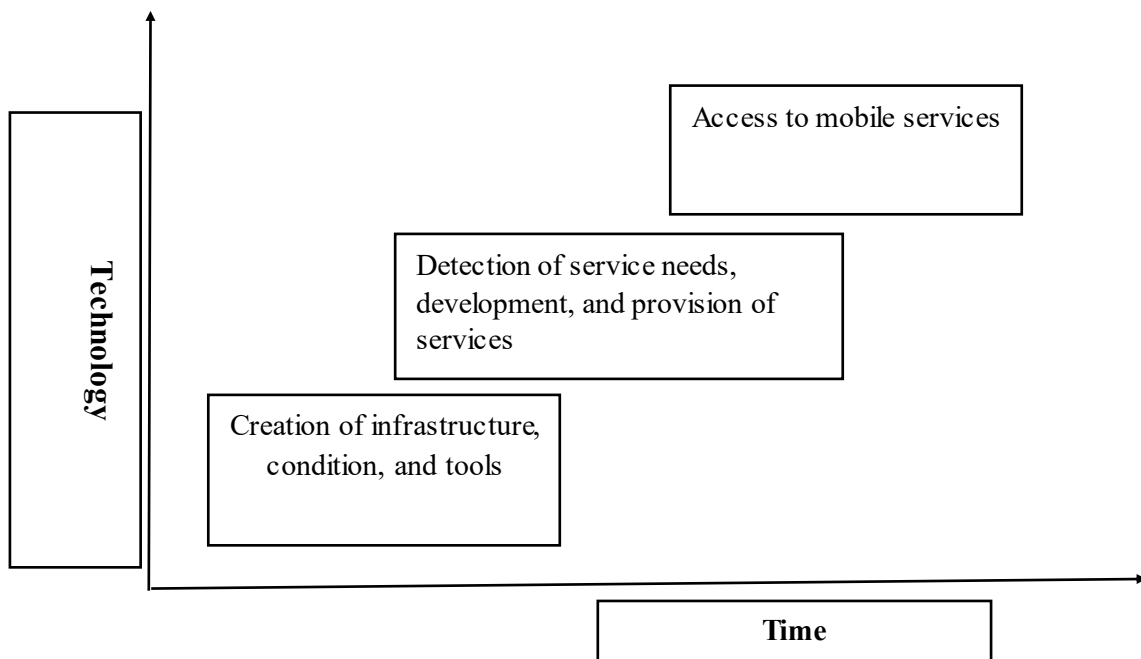 Access to mobile services
Technology
Detection of service needs,
development, and provision of
services
Creation of infrastructure,
condition, and tools
Time